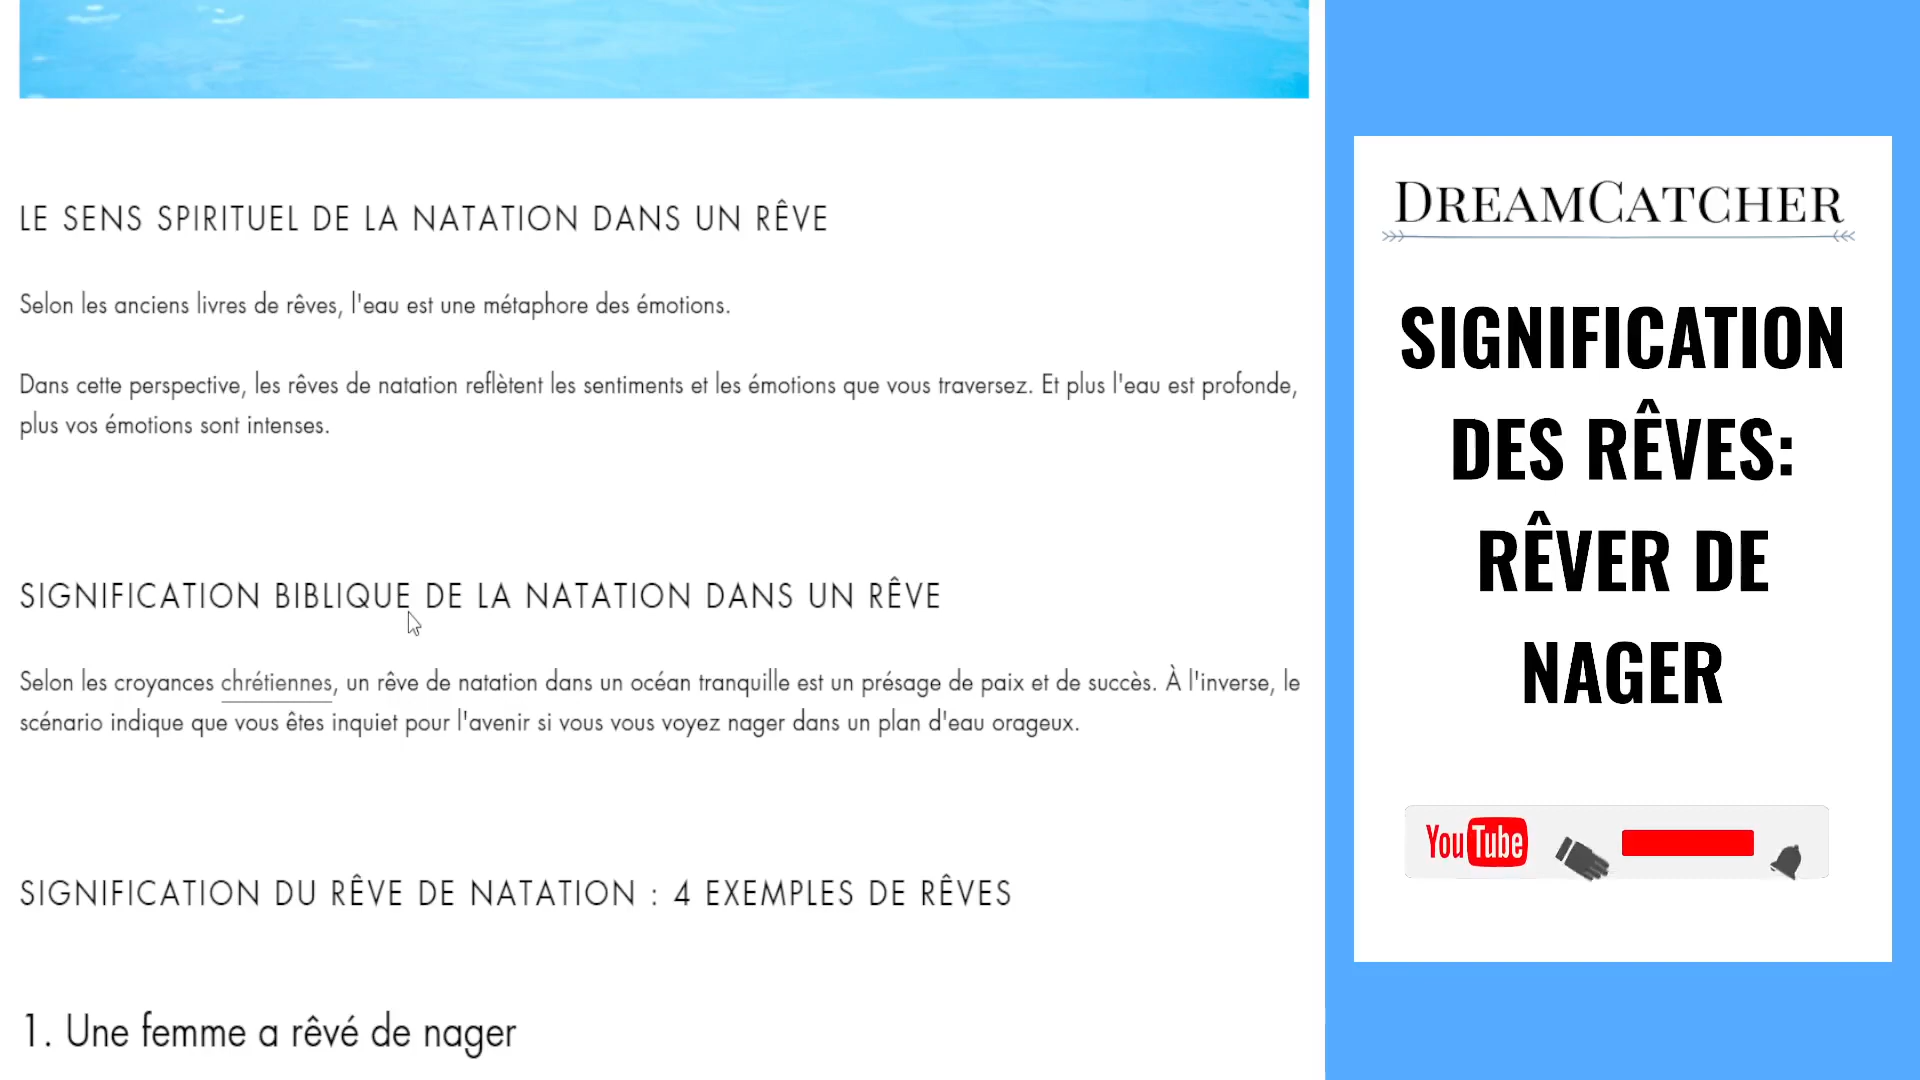 LE SENS SPIRITUEL DE LA NATATION DANS UN RÊVE
Selon les anciens livres de rêves, l'eau est une métaphore des émotions.
Dans cette perspective, les rêves de natation reflètent les sentiments et les émotions que vous traversez. Et plus l'eau est profonde,
plus vos émotions sont intenses.
SIGNIFICATION BIBLIQUE DE LA NATATION DANS UN RÊVE
Selon les croyances chrétiennes, un rêve de natation dans un océan tranquille est un présage de paix et de succès. À l'inverse, le
scénario indique que vous êtes inquiet pour l'avenir si vous vous voyez nager dans un plan d'eau orageux.
SIGNIFICATION DU RÊVE DE NATATION : 4 EXEMPLES DE RÊVES
1. Une femme a rêvé de nager
DREAMCATCHER
SIGNIFICATION
DES RÊVES:
RÊVER DE
NAGER
YouTube